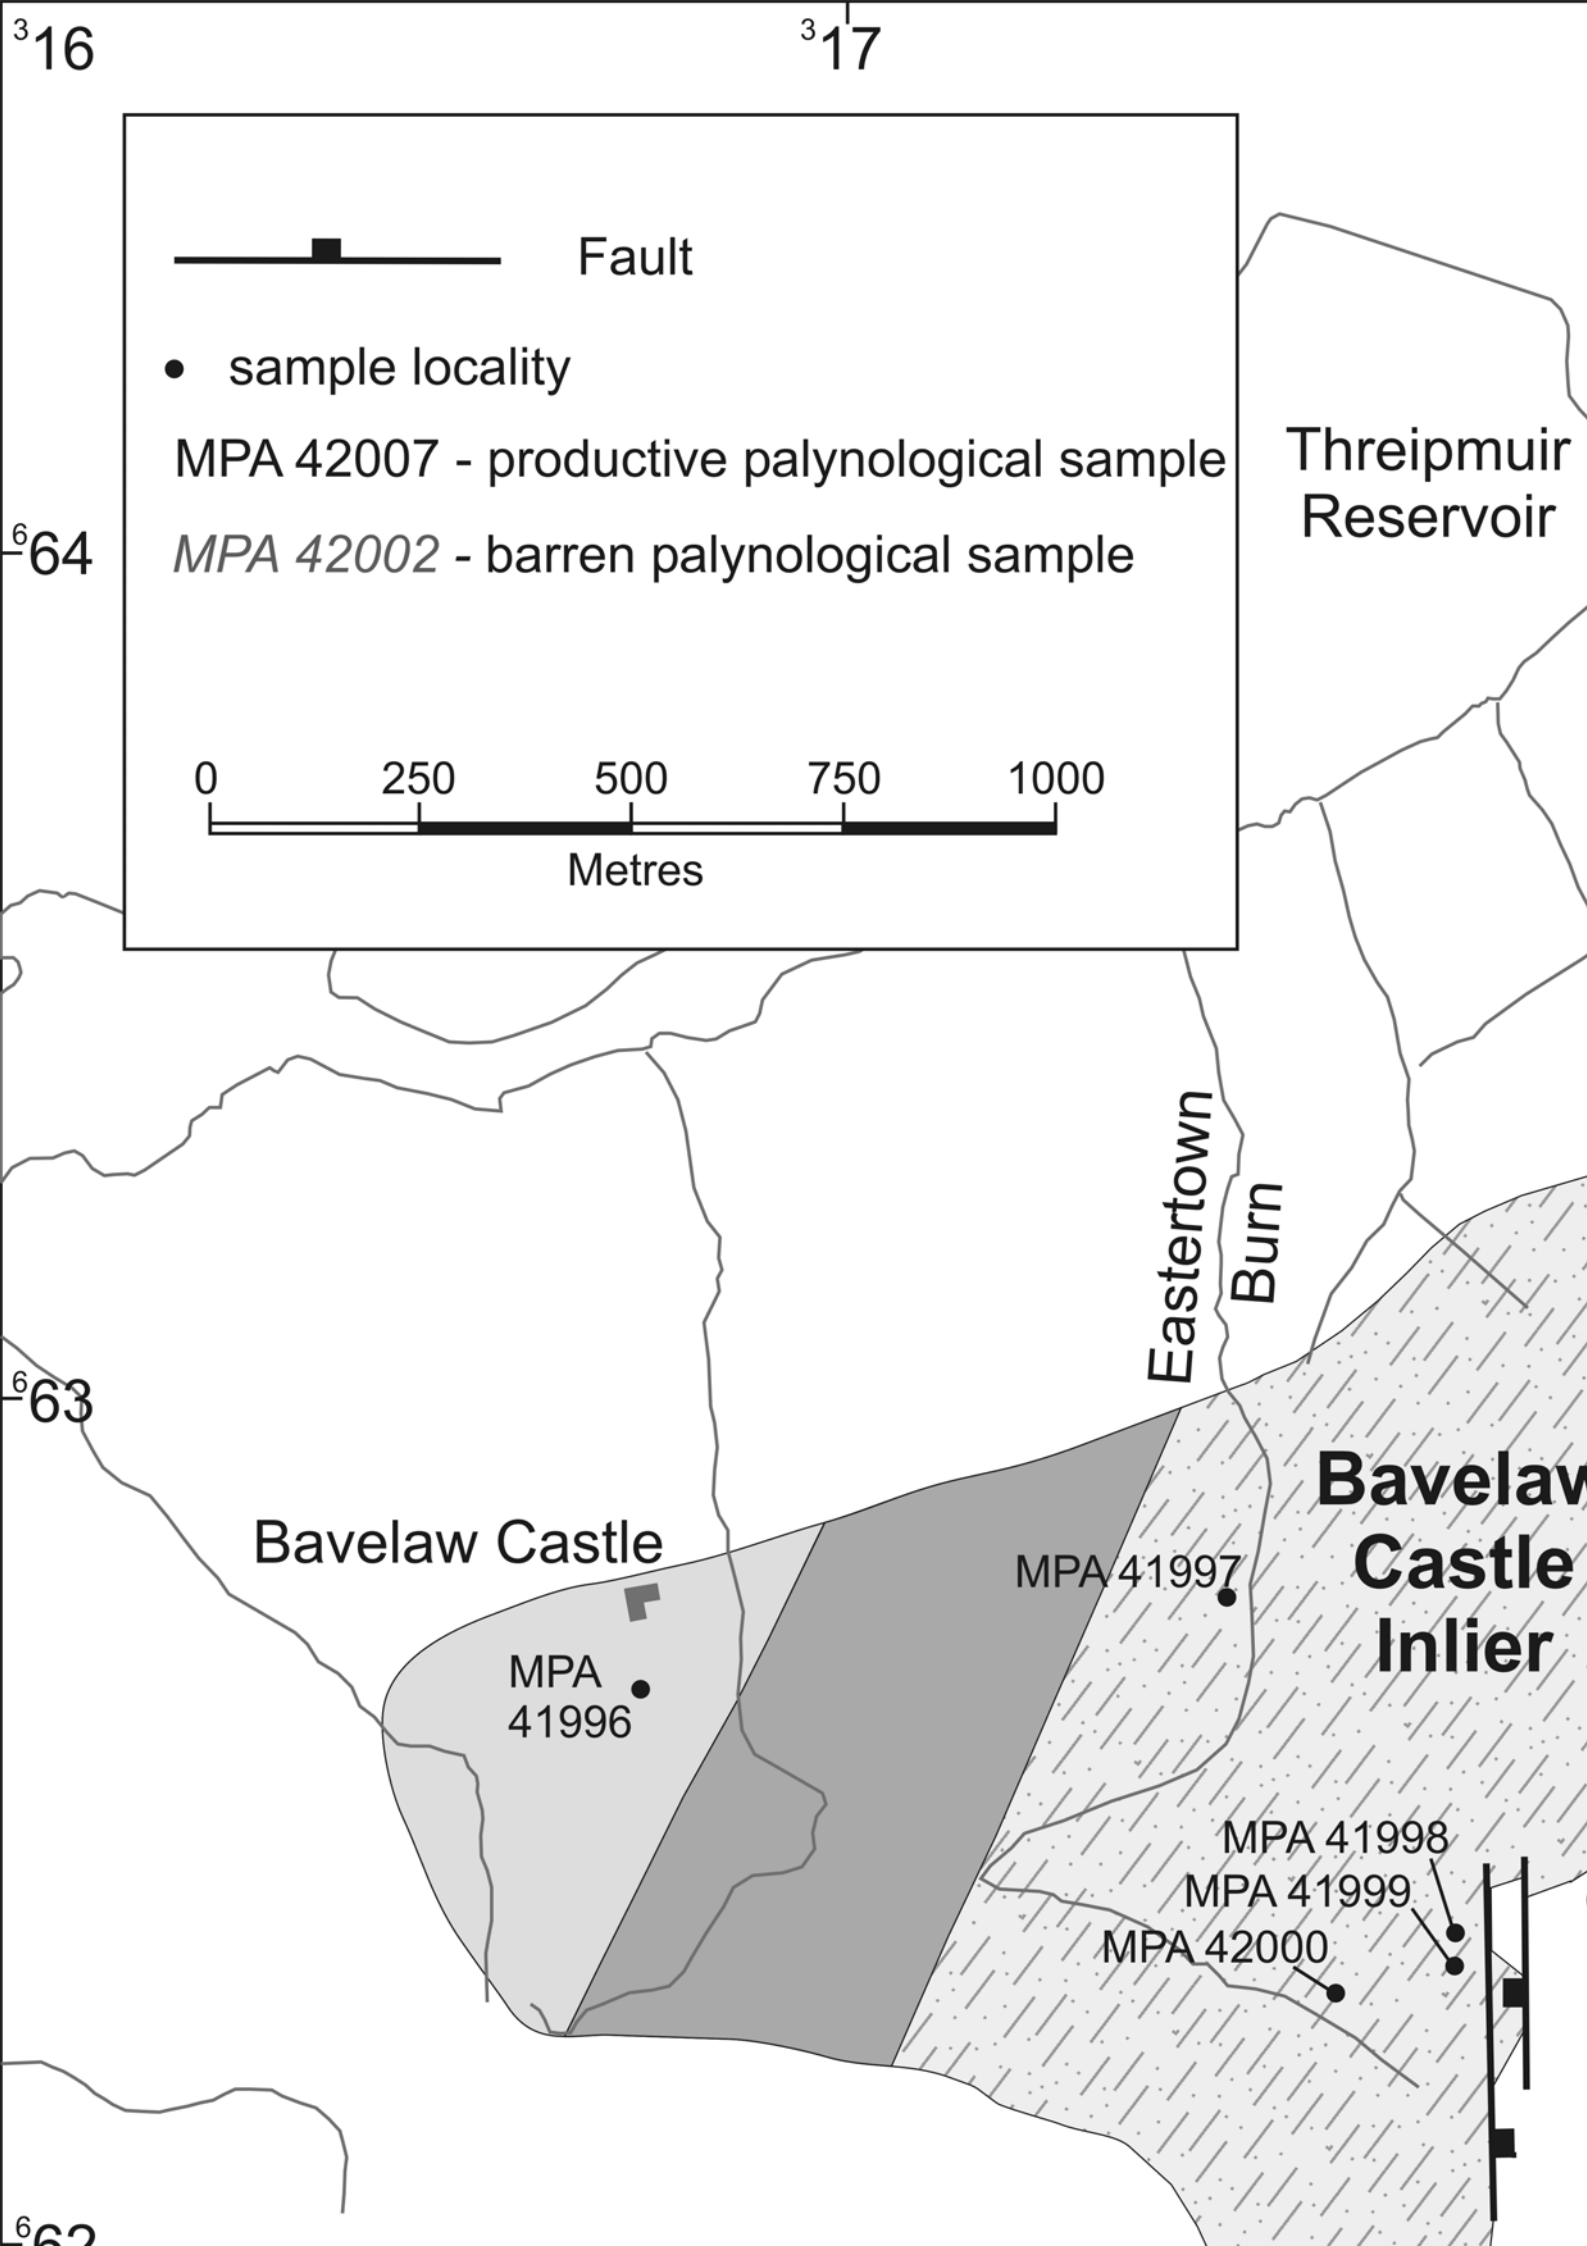 316
317
Fault
sample locality
MPA 42007 - productive palynological sample
MPA 42002 - barren palynological sample
0 250 500 750 1000
Metres
Threipmuir
Reservoir
664
Eastertown
Burn
663
Bavelaw Castle
Bavelaw
Castle
Inlier
MPA 41997
MPA
41996
MPA 41998
MPA 41999
MPA 42000
662